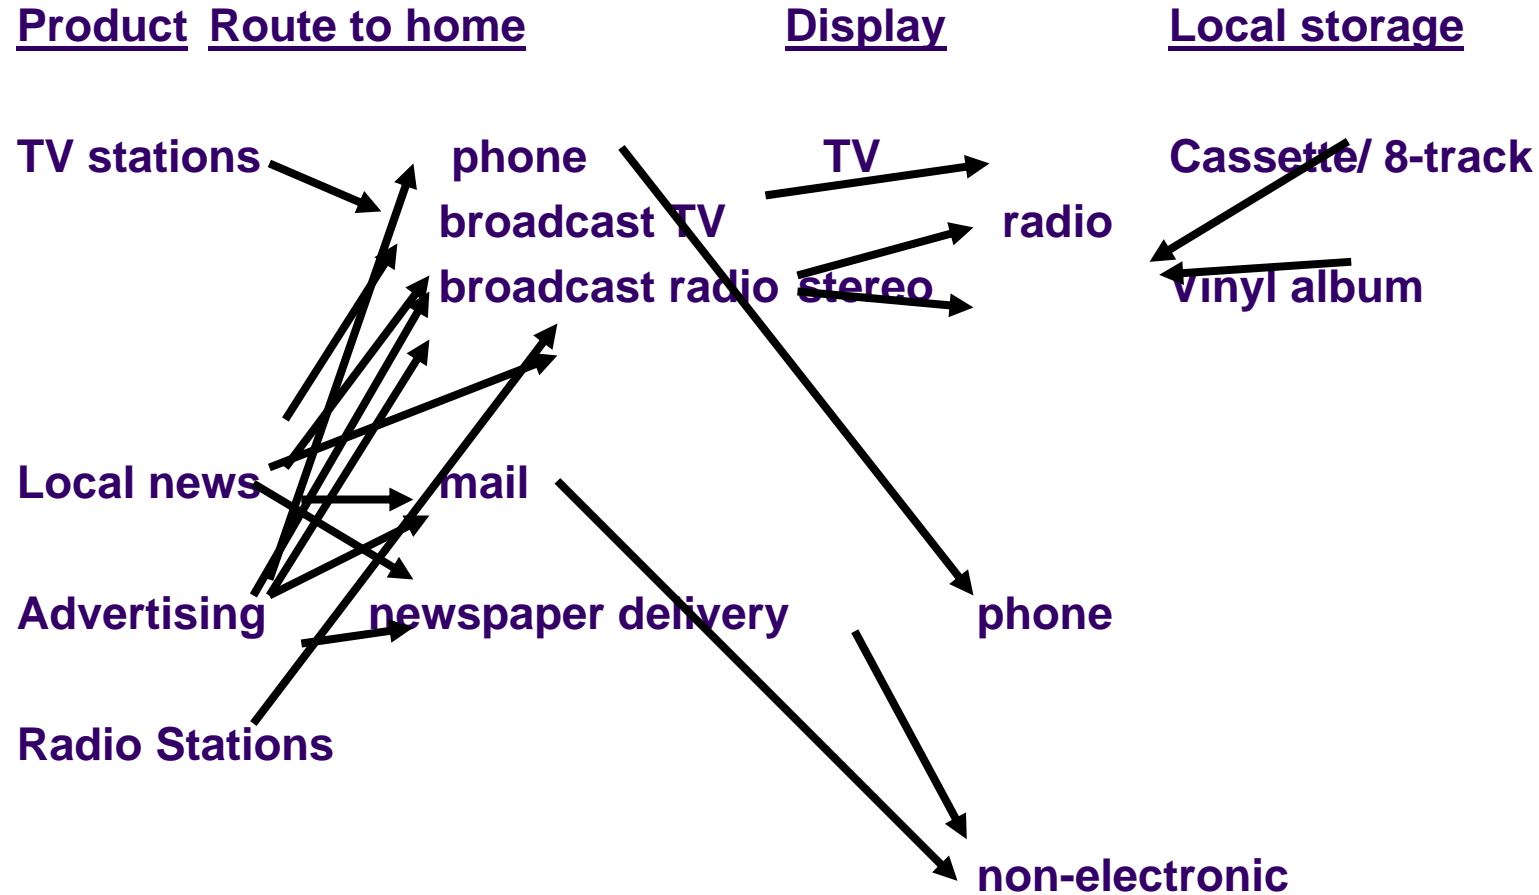 Product Route to home Display Local storage
TV stations phone TV Cassette/ 8-track
broadcast TV radio
broadcast radio stereo Vinyl album
Local news mail
Advertising newspaper delivery phone
Radio Stations
non-electronic